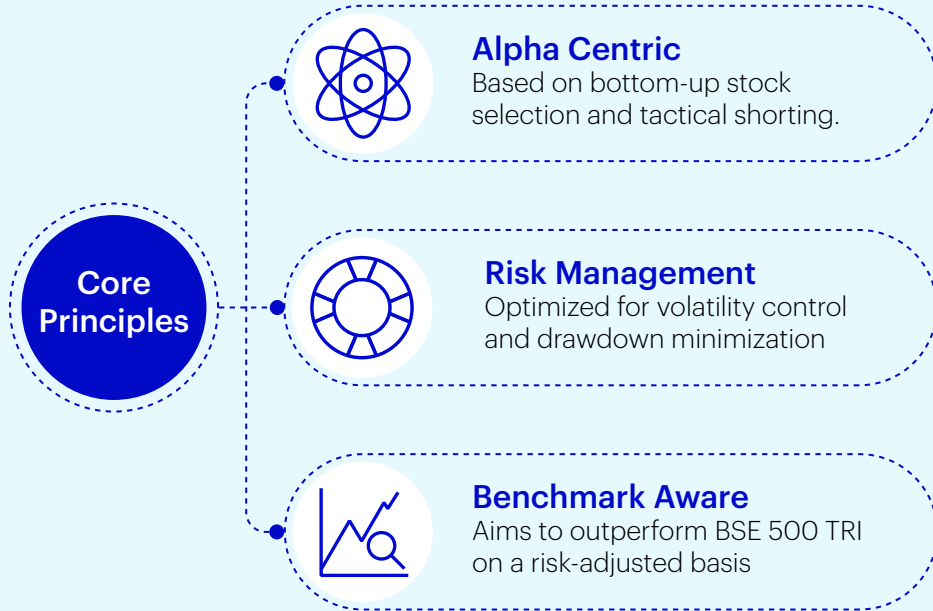 Core
Principles
Alpha Centric
Based on bottom-up stock
selection and tactical shorting.
Risk Management
Optimized for volatility control
and drawdown minimization
Benchmark Aware
Aims to outperform BSE 500 TRI
on a risk-adjusted basis